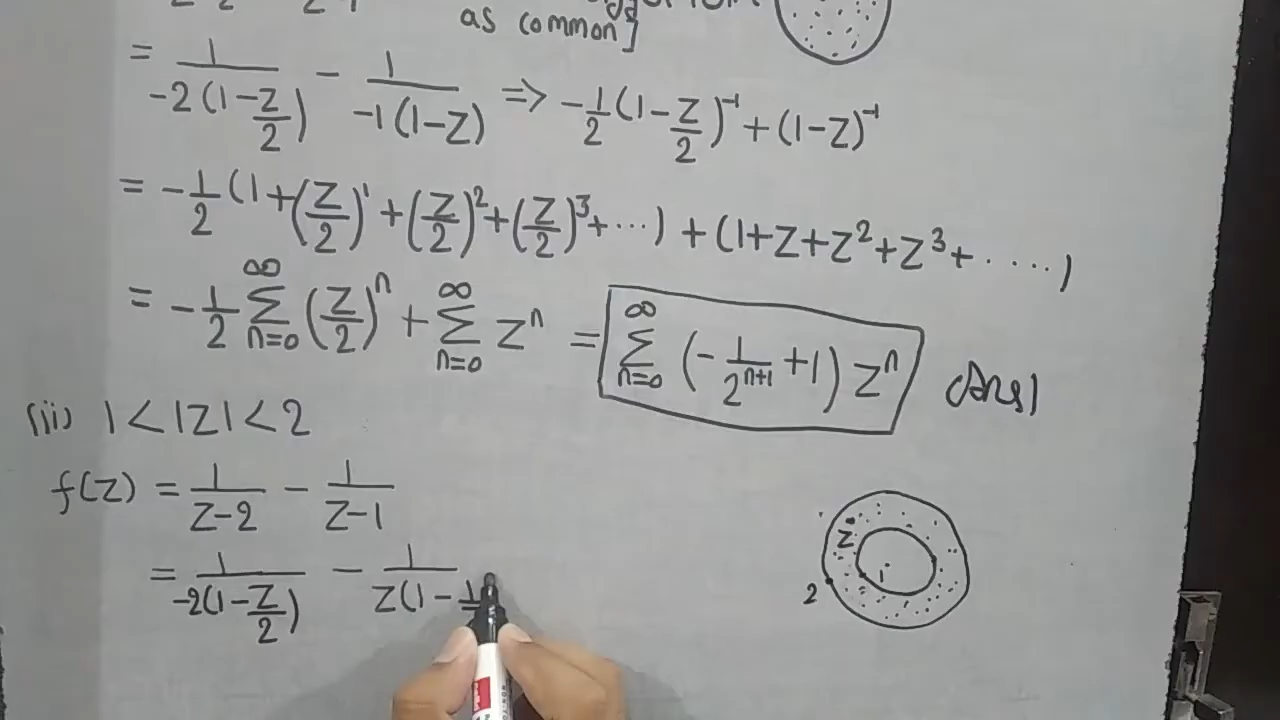 as common]
= 1/-2(1-z/2) - 1/-1(1-z) => -1/2(1-z/2)^-1 + (1-z)^-1
= -1/2(1+(z/2)^1+(z/2)^2+(z/2)^3+...)+(1+z+z^2+z^3+.....)
= -1/2 ∑_{n=0}^{∞} (z/2)^n + ∑_{n=0}^{∞} z^n = ∑_{n=0}^{∞} (-1/2^{n+1}+1) z^n (Ans)
(ii) 1<|z|<2
f(z) = 1/z-2 - 1/z-1
= 1/-2(1-z/2) - 1/z(1-1
z
1
2